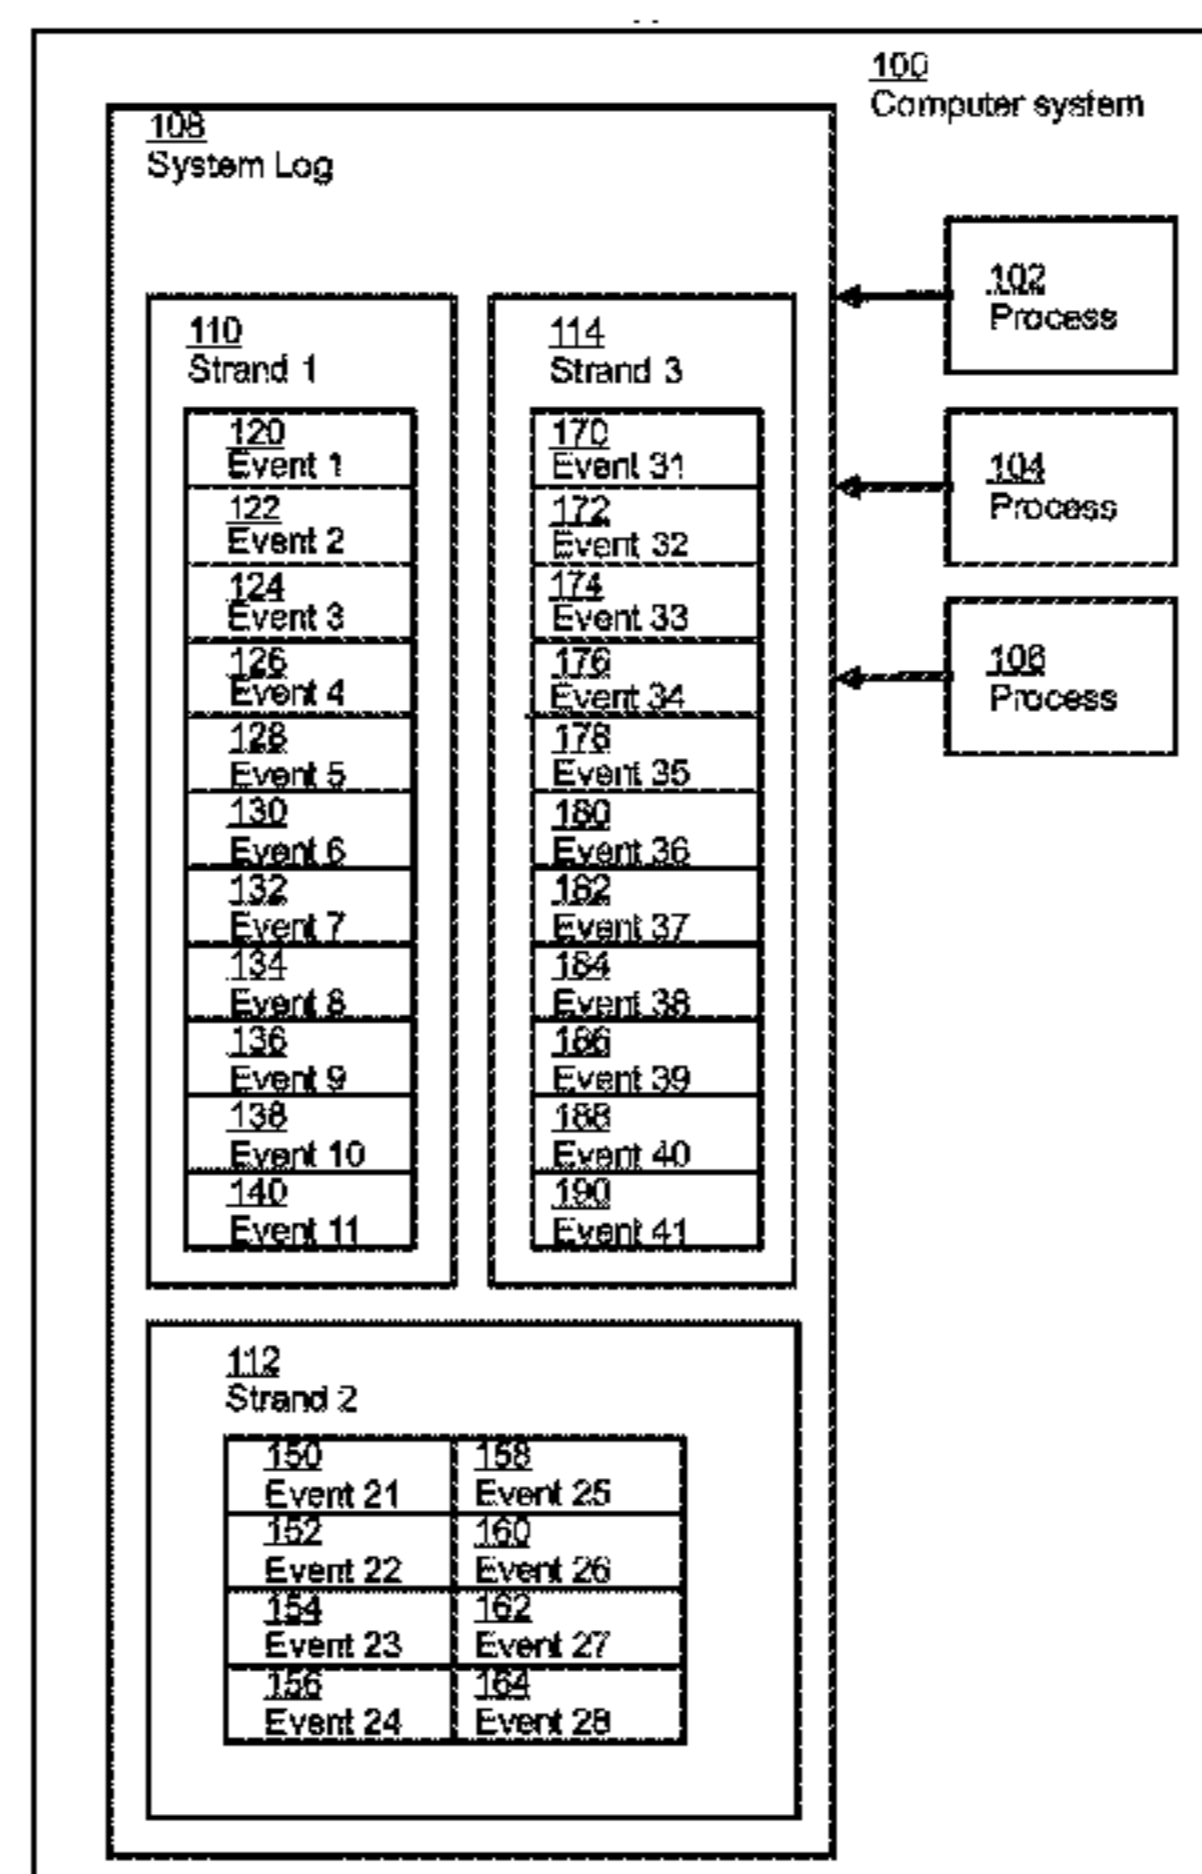 100
Computer system
108
System Log
102
Process
104
Process
106
Process
110
Strand 1
120
Event 1
122
Event 2
124
Event 3
126
Event 4
128
Event 5
130
Event 6
132
Event 7
134
Event 8
136
Event 9
138
Event 10
140
Event 11
114
Strand 3
170
Event 31
172
Event 32
174
Event 33
176
Event 34
178
Event 35
180
Event 36
182
Event 37
184
Event 38
186
Event 39
188
Event 40
190
Event 41
112
Strand 2
150
Event 21
152
Event 22
154
Event 23
156
Event 24
158
Event 25
160
Event 26
162
Event 27
164
Event 28